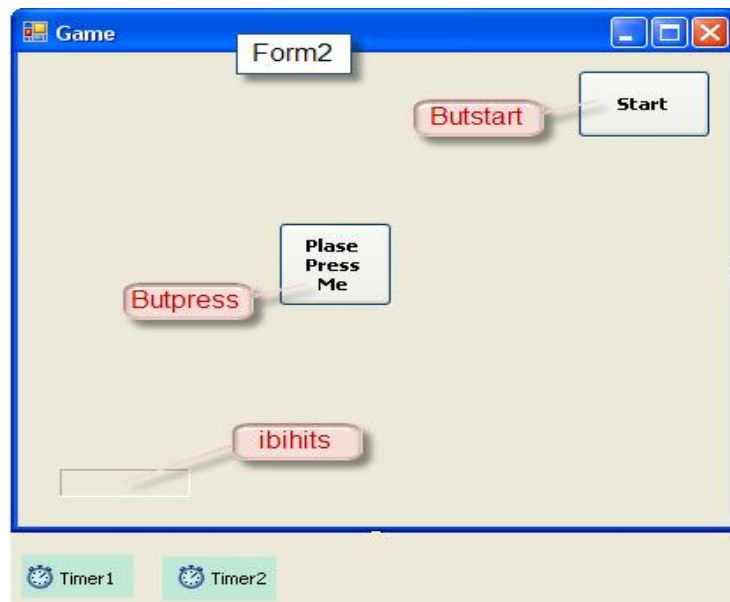 Game
Form2
Start
Butstart
Plase
Press
Me
Butpress
ibihits
Timer1
Timer2